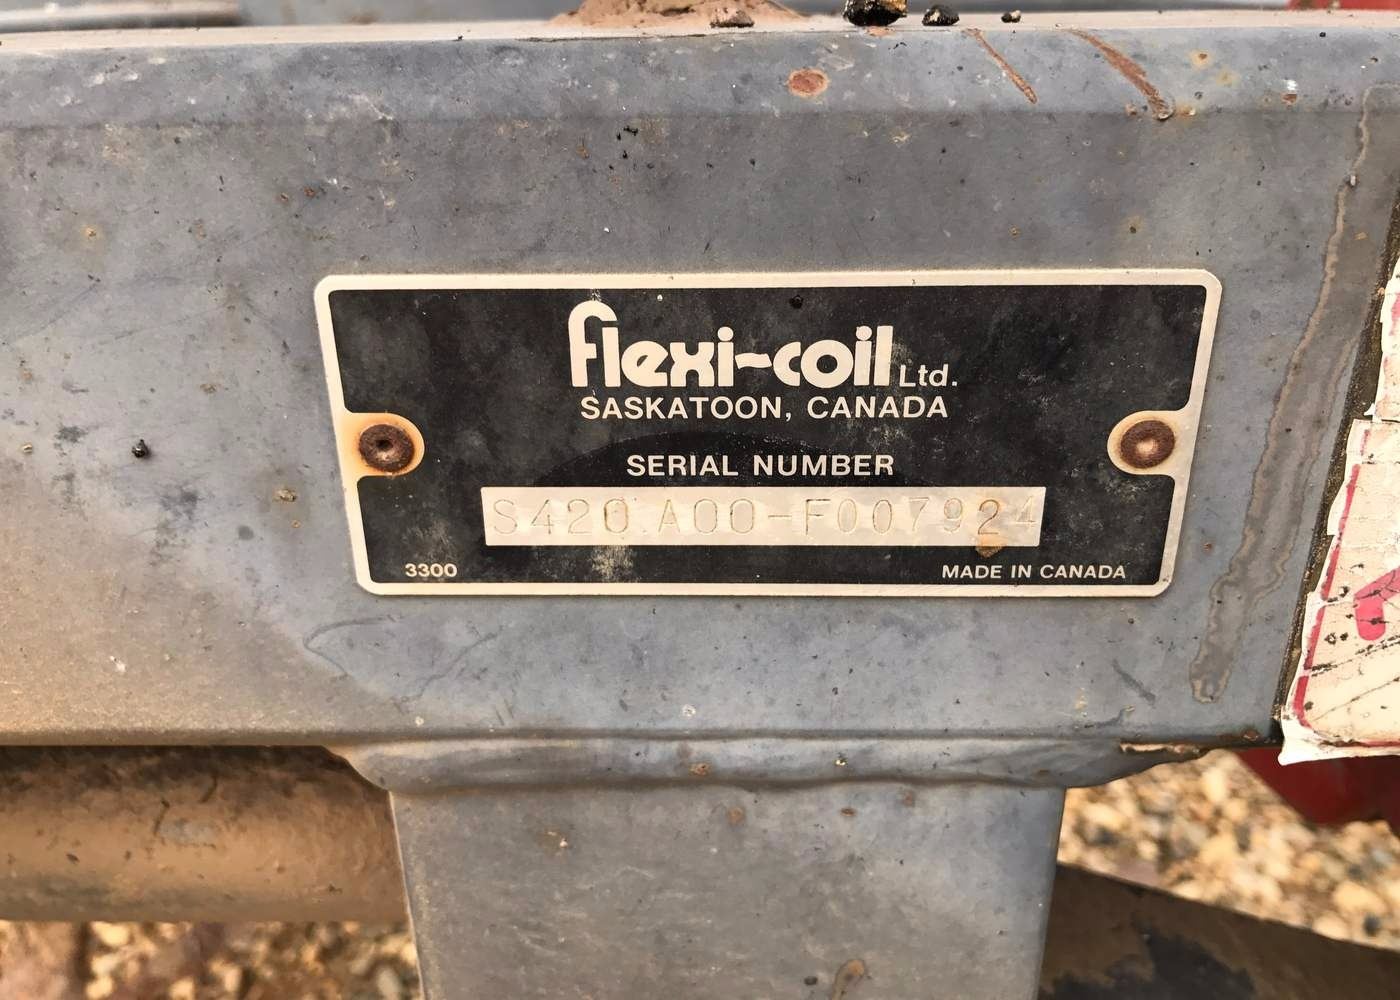 flexi-coil Ltd.
SASKATOON, CANADA
SERIAL NUMBER
S420 A00-F007924
3300
MADE IN CANADA